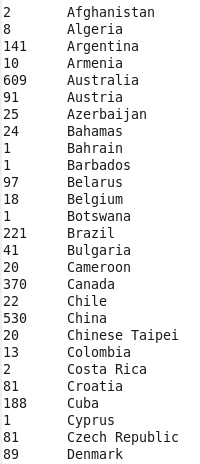 2 Afghanistan
8 Algeria
141 Argentina
10 Armenia
609 Australia
91 Austria
25 Azerbaijan
24 Bahamas
1 Bahrain
1 Barbados
97 Belarus
18 Belgium
1 Botswana
221 Brazil
41 Bulgaria
20 Cameroon
370 Canada
22 Chile
530 China
20 Chinese Taipei
13 Colombia
2 Costa Rica
81 Croatia
188 Cuba
1 Cyprus
81 Czech Republic
89 Denmark